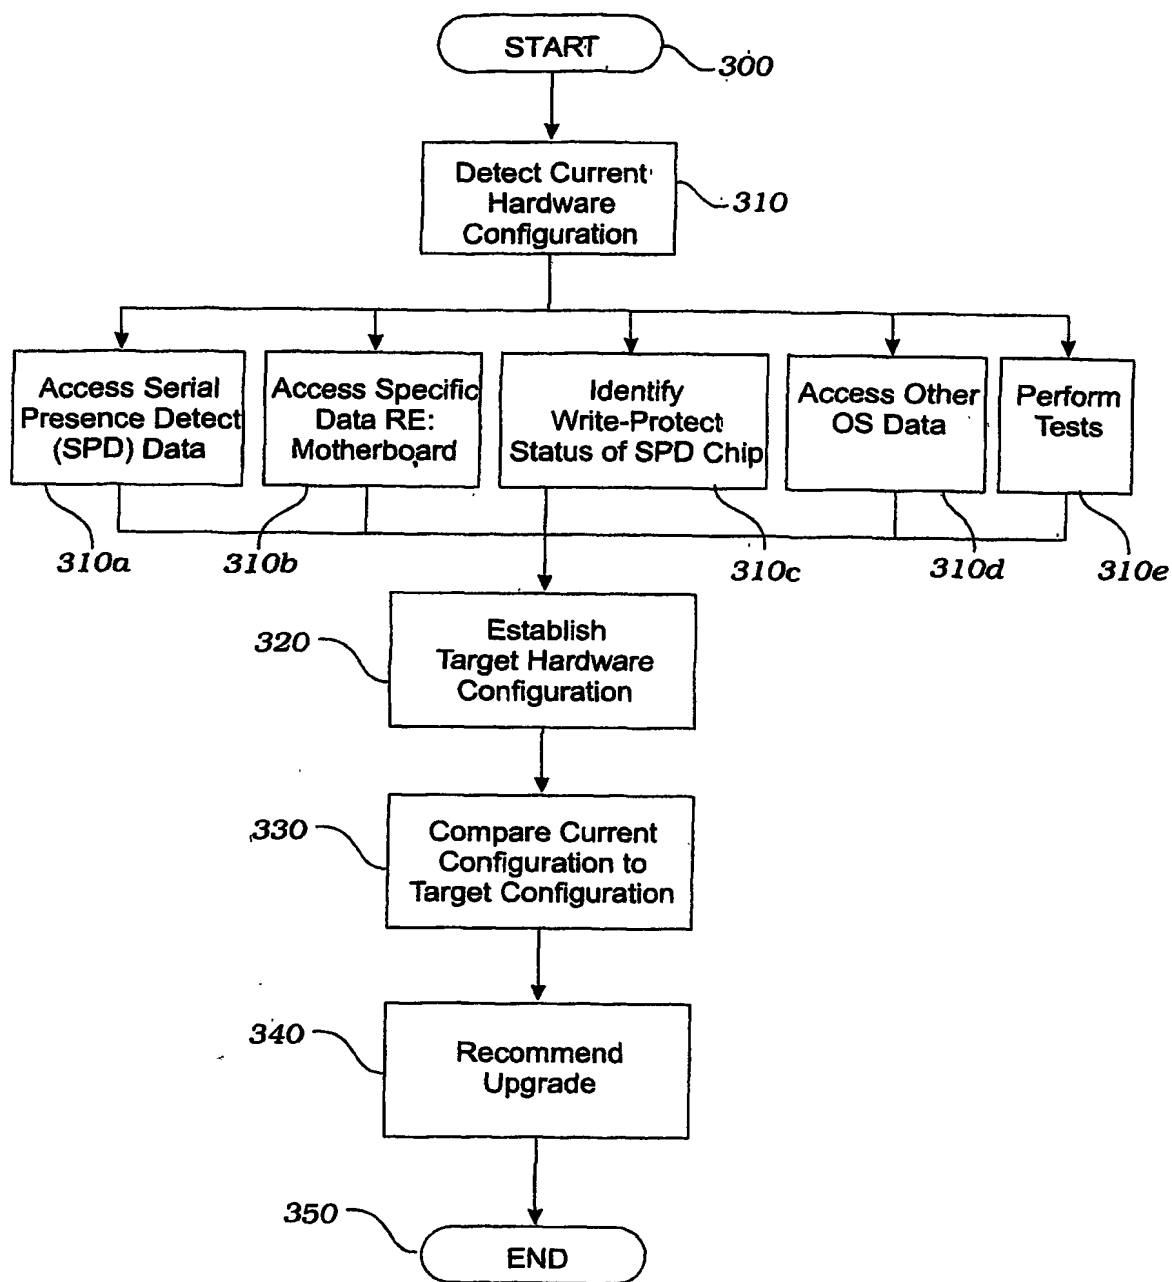 START
300
Detect Current
Hardware
Configuration
310
Access Serial
Presence Detect
(SPD) Data
Access Specific
Data RE:
Motherboard
Identify
Write-Protect
Status of SPD Chip
Access Other
OS Data
Perform
Tests
310a
310b
310c
310d
310e
320
Establish
Target Hardware
Configuration
330
Compare Current
Configuration to
Target Configuration
340
Recommend
Upgrade
350
END